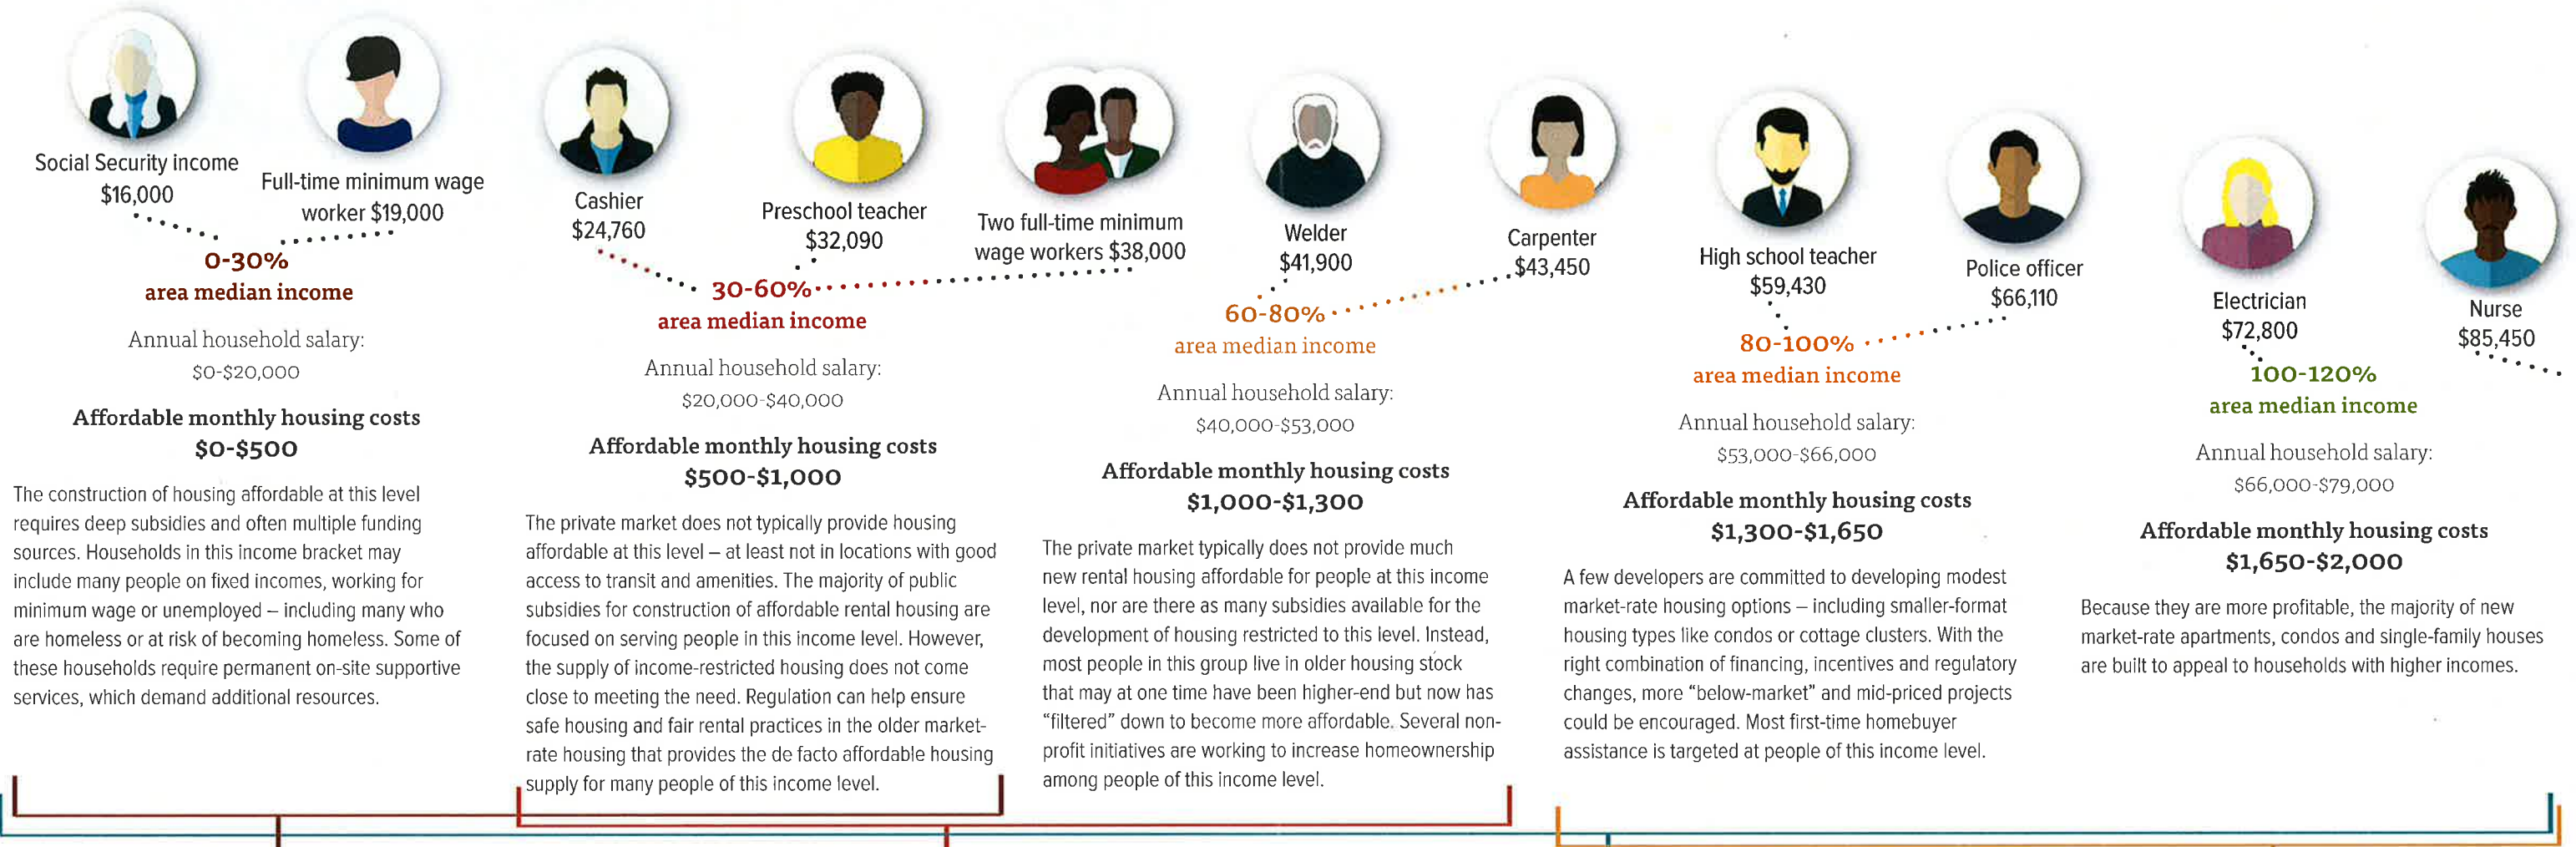 Social Security income
$16,000
Full-time minimum wage
worker $19,000
0-30%
area median income
Annual household salary:
$0-$20,000
Affordable monthly housing costs
$0-$500
The construction of housing affordable at this level
requires deep subsidies and often multiple funding
sources. Households in this income bracket may
include many people on fixed incomes, working for
minimum wage or unemployed – including many who
are homeless or at risk of becoming homeless. Some of
these households require permanent on-site supportive
services, which demand additional resources.
Cashier
$24,760
Preschool teacher
$32,090
Two full-time minimum
wage workers $38,000
30-60%
area median income
Annual household salary:
$20,000-$40,000
Affordable monthly housing costs
$500-$1,000
The private market does not typically provide housing
affordable at this level – at least not in locations with good
access to transit and amenities. The majority of public
subsidies for construction of affordable rental housing are
focused on serving people in this income level. However,
the supply of income-restricted housing does not come
close to meeting the need. Regulation can help ensure
safe housing and fair rental practices in the older market-
rate housing that provides the de facto affordable housing
supply for many people of this income level.
Welder
$41,900
Carpenter
$43,450
60-80%
area median income
Annual household salary:
$40,000-$53,000
Affordable monthly housing costs
$1,000-$1,300
The private market typically does not provide much
new rental housing affordable for people at this income
level, nor are there as many subsidies available for the
development of housing restricted to this level. Instead,
most people in this group live in older housing stock
that may at one time have been higher-end but now has
“filtered” down to become more affordable. Several non-
profit initiatives are working to increase homeownership
among people of this income level.
High school teacher
$59,430
Police officer
$66,110
80-100%
area median income
Annual household salary:
$53,000-$66,000
Affordable monthly housing costs
$1,300-$1,650
A few developers are committed to developing modest
market-rate housing options – including smaller-format
housing types like condos or cottage clusters. With the
right combination of financing, incentives and regulatory
changes, more “below-market” and mid-priced projects
could be encouraged. Most first-time homebuyer
assistance is targeted at people of this income level.
Electrician
$72,800
Nurse
$85,450
100-120%
area median income
Annual household salary:
$66,000-$79,000
Affordable monthly housing costs
$1,650-$2,000
Because they are more profitable, the majority of new
market-rate apartments, condos and single-family houses
are built to appeal to households with higher incomes.